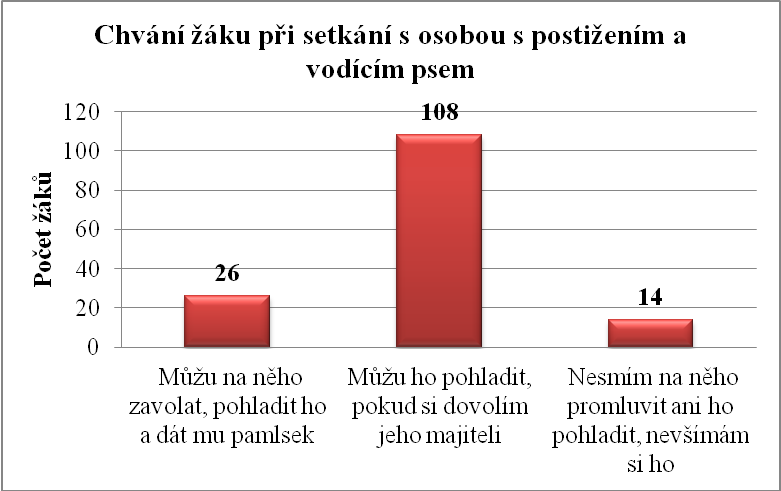 Chvání žáku při setkání s osobou s postižením a
vodícím psem
Počet žáků
120
100
80
60
40
20
0
26
108
14
Můžu na něho
zavolat, pohladit ho
a dát mu pamlsek
Můžu ho pohladit,
pokud si dovolím
jeho majiteli
Nesmím na něho
promluvit ani ho
pohladit, nevšímám
si ho